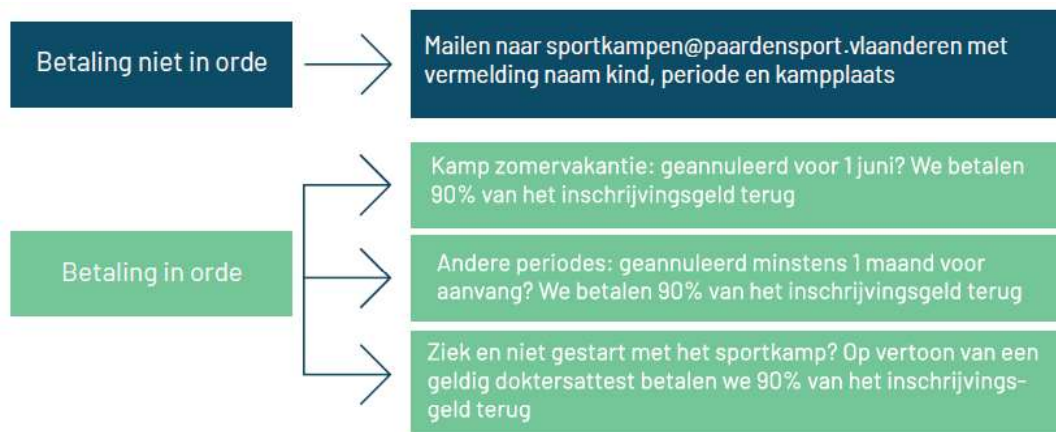 Betaling niet in orde
Mailen naar sportkampen@paardensport.vlaanderen met
vermelding naam kind, periode en kampplaats
Betaling in orde
Kamp zomervakantie: geannuleerd voor 1 juni? We betalen
90% van het inschrijvingsgeld terug
Andere periodes: geannuleerd minstens 1 maand voor
aanvang? We betalen 90% van het inschrijvingsgeld terug
Ziek en niet gestart met het sportkamp? Op vertoon van een
geldig doktersattest betalen we 90% van het inschrijvings-
geld terug